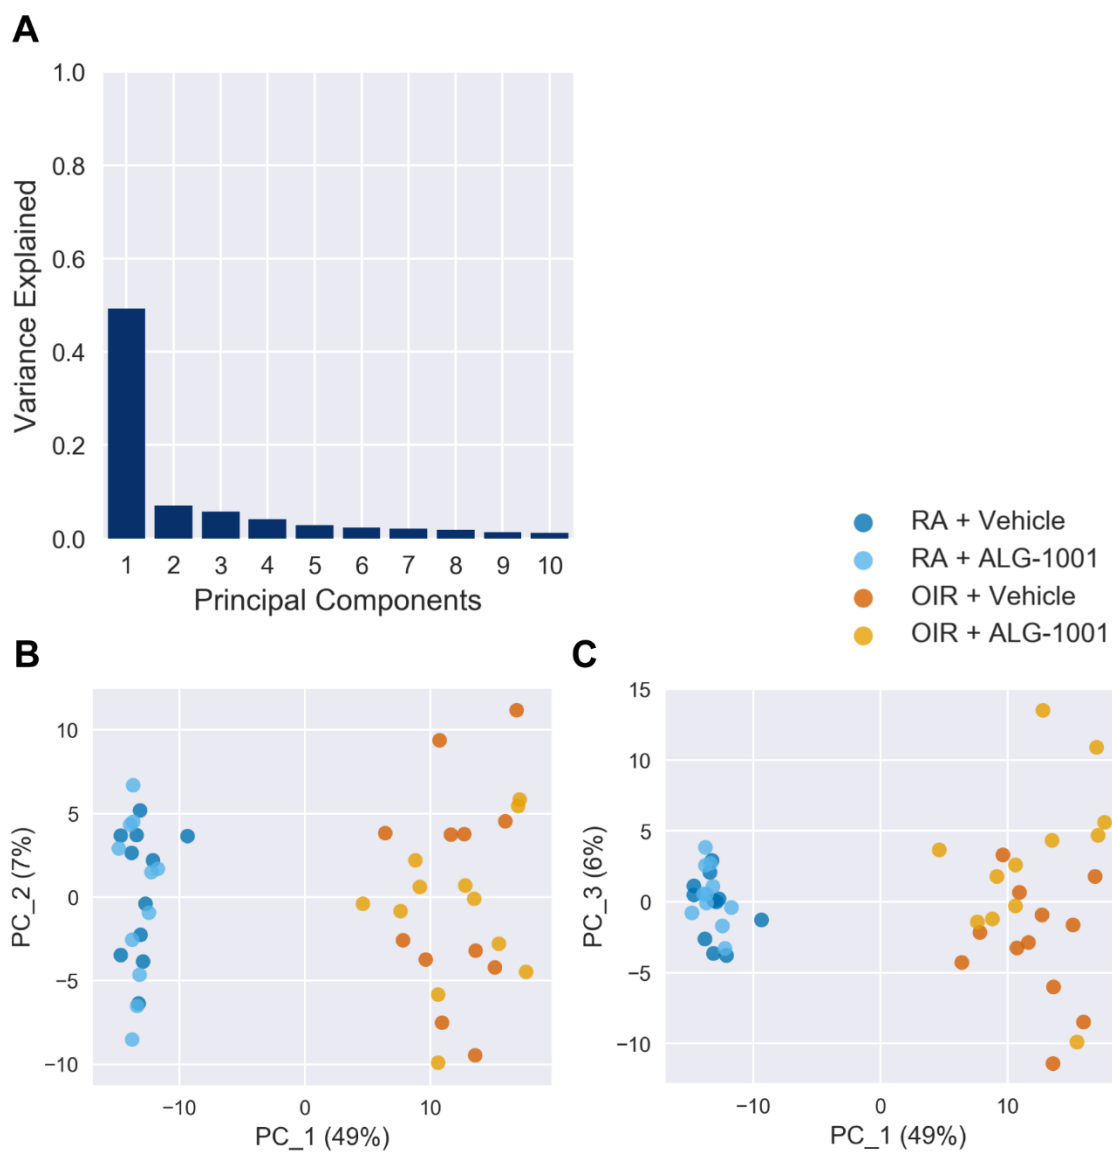 A
1.0
0.8
0.6
0.4
0.2
0.0
Variance Explained
1 2 3 4 5 6 7 8 9 10
Principal Components
RA + Vehicle
RA + ALG-1001
OIR + Vehicle
OIR + ALG-1001
B
10
5
0
−5
−10
PC_2 (7%)
−10 0 10
PC_1 (49%)
C
15
10
5
0
−5
−10
PC_3 (6%)
−10 0 10
PC_1 (49%)